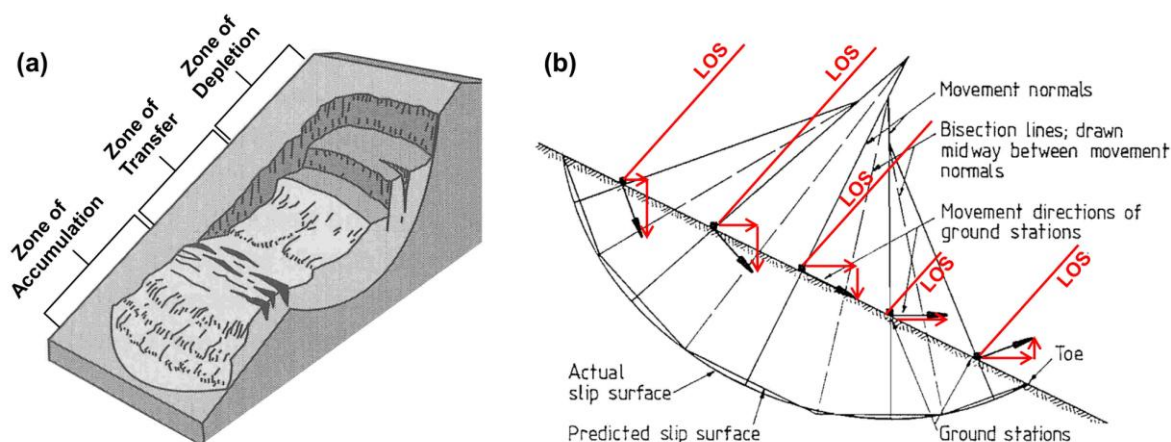 (a)
Zone of
Depletion
Zone of
Transfer
Zone of
Accumulation
(b)
LOS
LOS
Movement normals
Bisection lines; drawn
midway between movement
normals
LOS
Movement directions of
ground stations
LOS
LOS
Toe
Actual
slip surface
Predicted slip surface
Ground stations